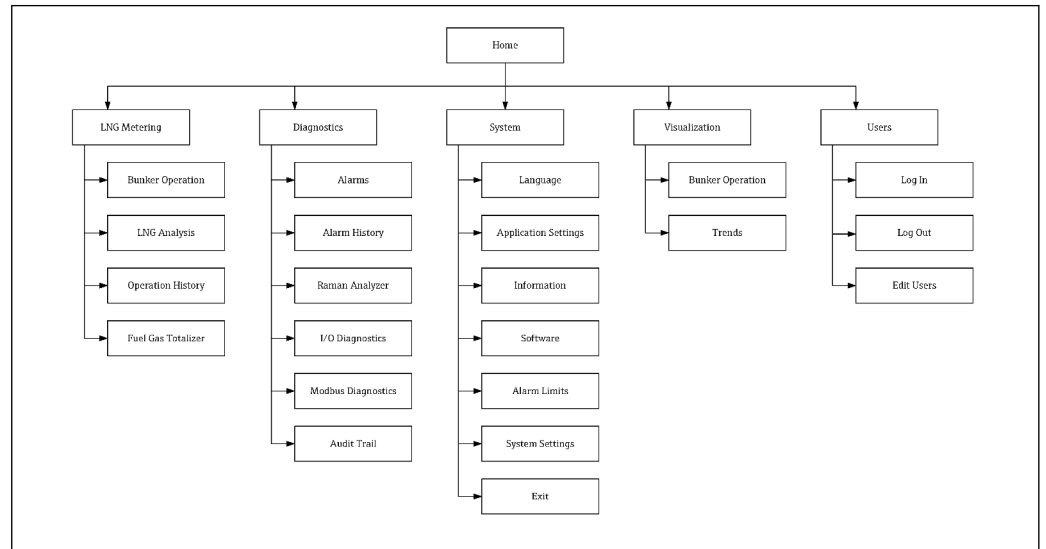 Home
LNG Metering
Diagnostics
System
Visualization
Users
Bunker Operation
Alarms
Language
Bunker Operation
Log In
LNG Analysis
Alarm History
Application Settings
Trends
Log Out
Operation History
Raman Analyzer
Information
Edit Users
Fuel Gas Totalizer
I/O Diagnostics
Software
Modbus Diagnostics
Alarm Limits
Audit Trail
System Settings
Exit